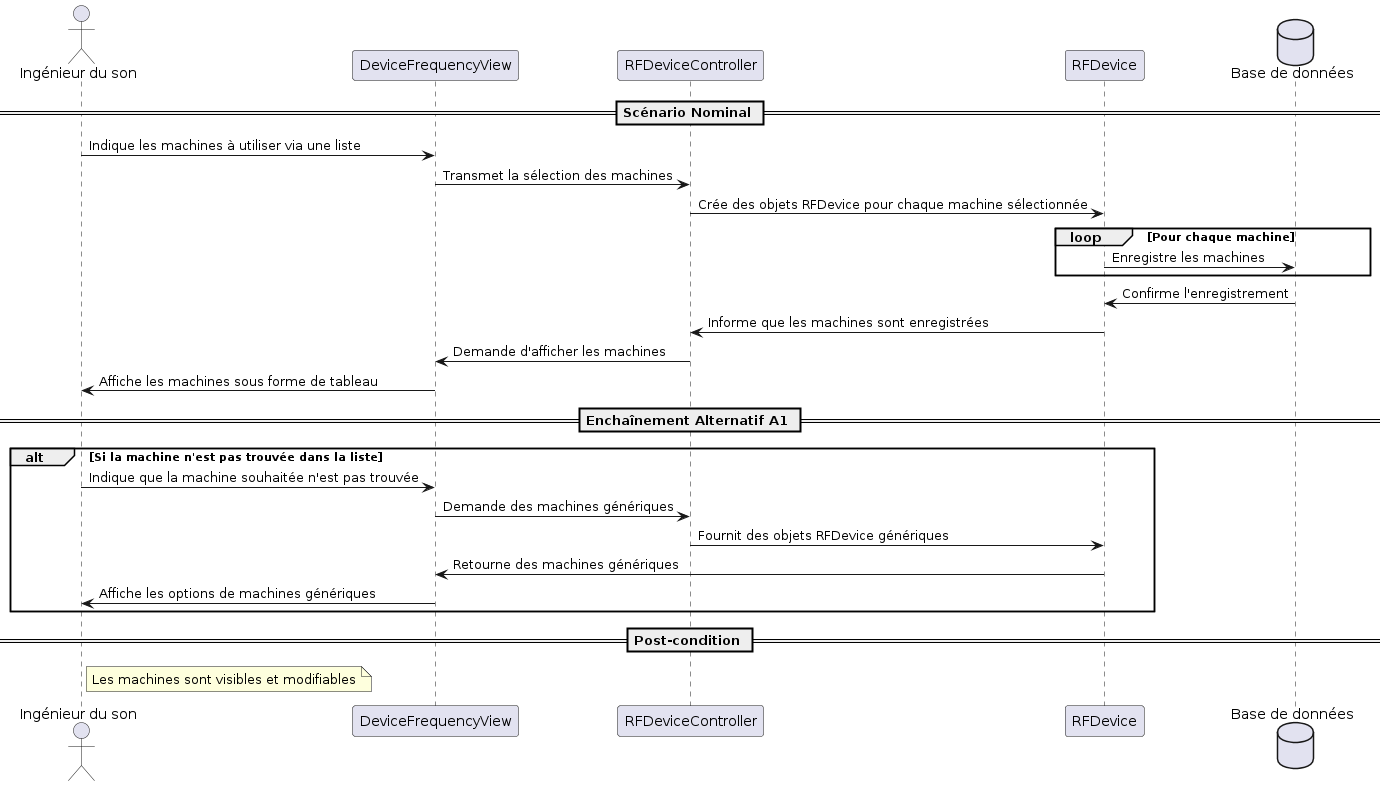 Ingénieur du son
DeviceFrequencyView
RFDeviceController
RFDevice
Base de données
Scénario Nominal
Indique les machines à utiliser via une liste
Transmet la sélection des machines
Crée des objets RFDevice pour chaque machine sélectionnée
loop
[Pour chaque machine]
Enregistre les machines
Confirme l'enregistrement
Informe que les machines sont enregistrées
Demande d'afficher les machines
Affiche les machines sous forme de tableau
Enchaînement Alternatif A1
alt
[Si la machine n'est pas trouvée dans la liste]
Indique que la machine souhaitée n'est pas trouvée
Demande des machines génériques
Fournit des objets RFDevice génériques
Retourne des machines génériques
Affiche les options de machines génériques
Post-condition
Les machines sont visibles et modifiables
Ingénieur du son
DeviceFrequencyView
RFDeviceController
RFDevice
Base de données